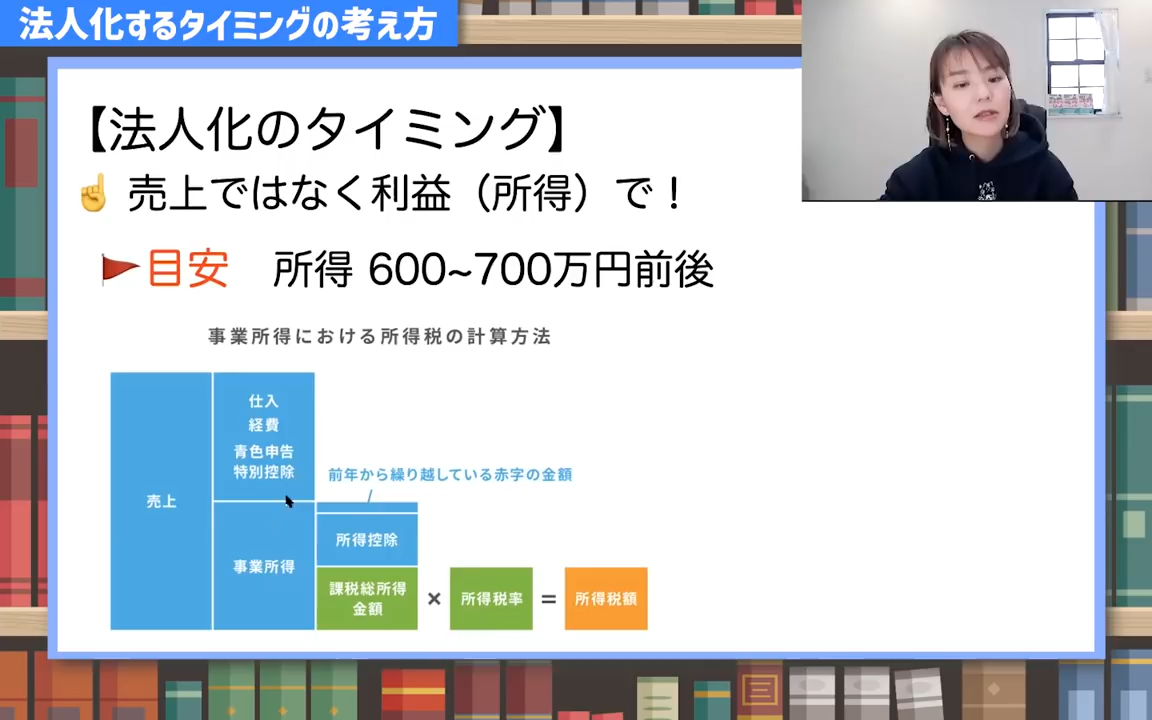 法人化するタイミングの考え方
【法人化のタイミング】
☝ 売上ではなく利益（所得）で！
🚩目安　所得 600~700万円前後
事業所得における所得税の計算方法
売上
仕入
経費
青色申告
特別控除
事業所得
前年から繰り越している赤字の金額
所得控除
課税総所得
金額
×
所得税率
=
所得税額